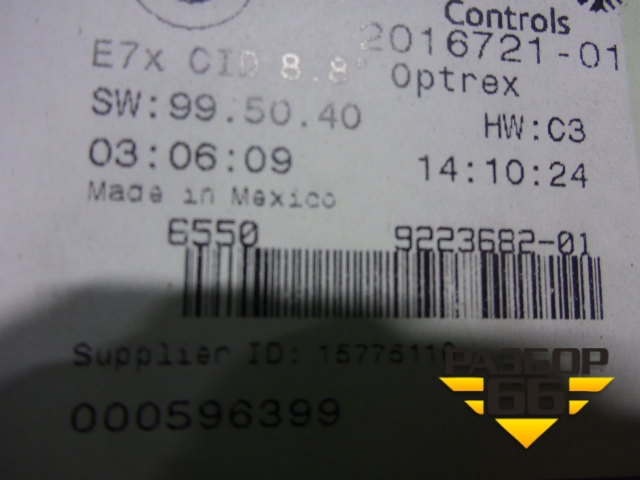 Controls
2016721-01
E7x CID 8.8" Optrex
SW:99.50.40 HW:C3
03:06:09 14:10:24
Made in Mexico
6550 9223682-01
Supplier ID:
000596399
РАЗБОР
66